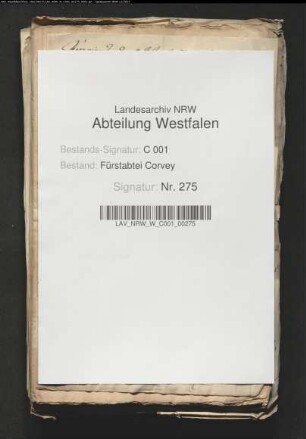 Landesarchiv NRW
Abteilung Westfalen
Bestands-Signatur: C 001
Bestand: Fürstabtei Corvey
Signatur: Nr. 275
LAV_NRW_W_C001_00275